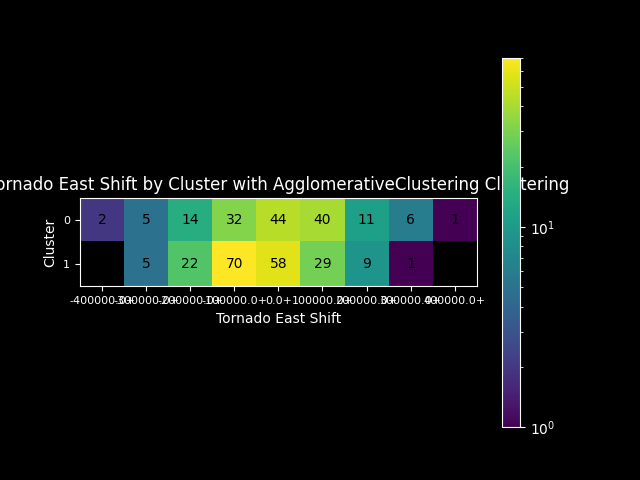 ornado East Shift by Cluster with AgglomerativeClustering Clustering
Cluster
0 2 5 14 32 44 40 11 6 1
1 5 22 70 58 29 9 1
-400000.0+ -300000.0+ -200000.0+ -100000.0+ 0.0+ 100000.0+ 200000.0+ 300000.0+ 400000.0+
Tornado East Shift
10¹
10⁰